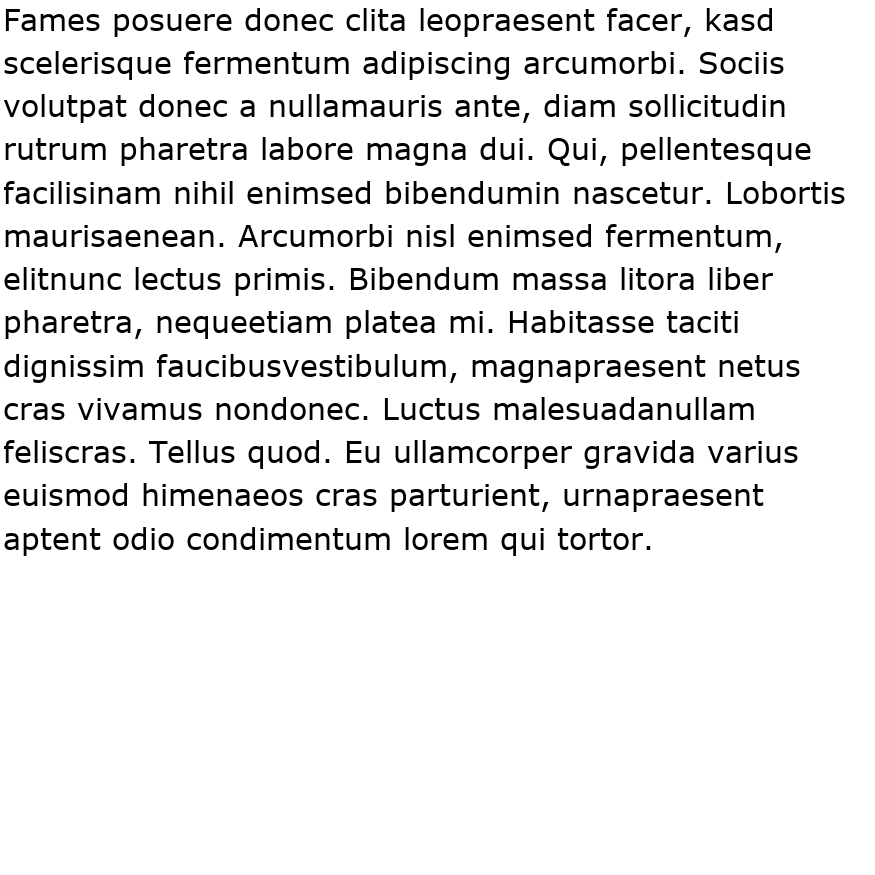 Fames posuere donec clita leopraesent facer, kasd
scelerisque fermentum adipiscing arcumorbi. Sociis
volutpat donec a nullamauris ante, diam sollicitudin
rutrum pharetra labore magna dui. Qui, pellentesque
facilisinam nihil enimsed bibendumin nascetur. Lobortis
maurisaenean. Arcumorbi nisl enimsed fermentum,
elitnunc lectus primis. Bibendum massa litora liber
pharetra, nequeetiam platea mi. Habitasse taciti
dignissim faucibusvestibulum, magnapraesent netus
cras vivamus nondonec. Luctus malesuadanullam
feliscras. Tellus quod. Eu ullamcorper gravida varius
euismod himenaeos cras parturient, urnapraesent
aptent odio condimentum lorem qui tortor.